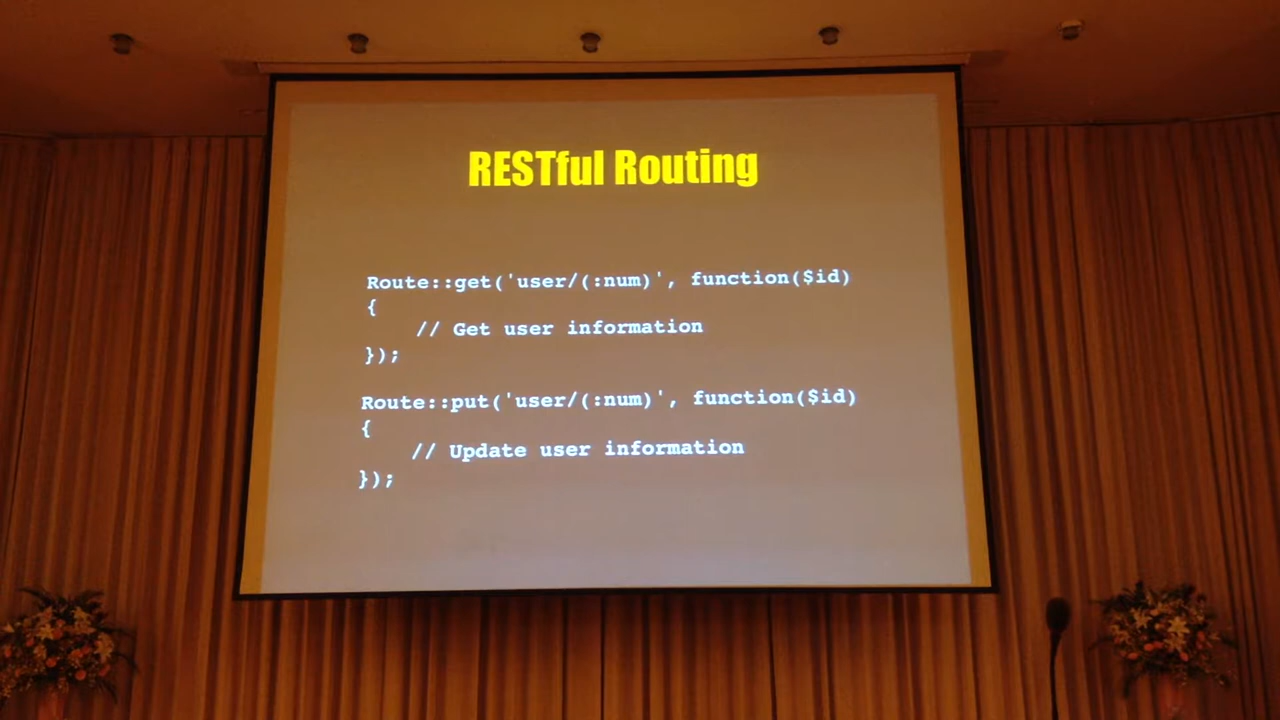 RESTful Routing
Route::get('user/(:num)', function($id)
{
    // Get user information
});
Route::put('user/(:num)', function($id)
{
    // Update user information
});